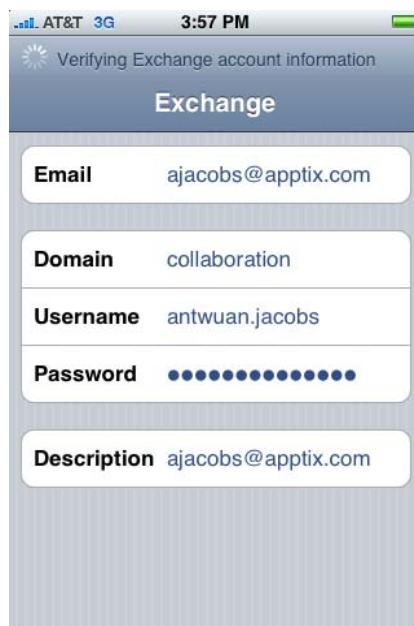 AT&T 3G 3:57 PM
Verifying Exchange account information
Exchange
Email ajacobs@apptix.com
Domain collaboration
Username antwuan.jacobs
Password ●●●●●●●●●●●●●●
Description ajacobs@apptix.com